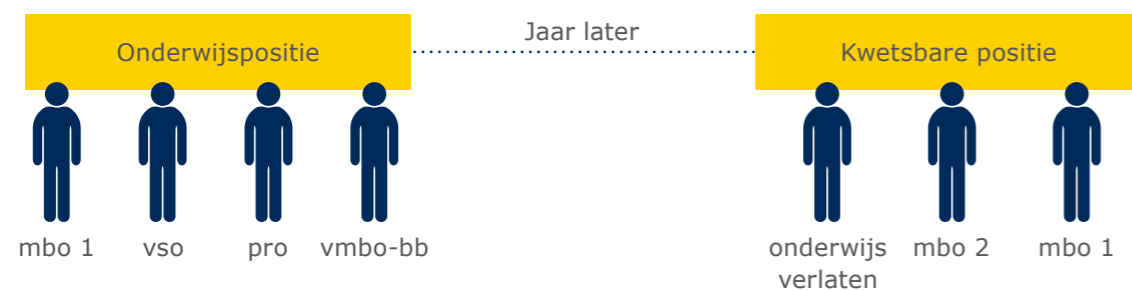 Jaar later
Onderwijspositie
Kwetsbare positie
mbo 1
vso
pro
vmbo-bb
onderwijs
verlaten
mbo 2
mbo 1